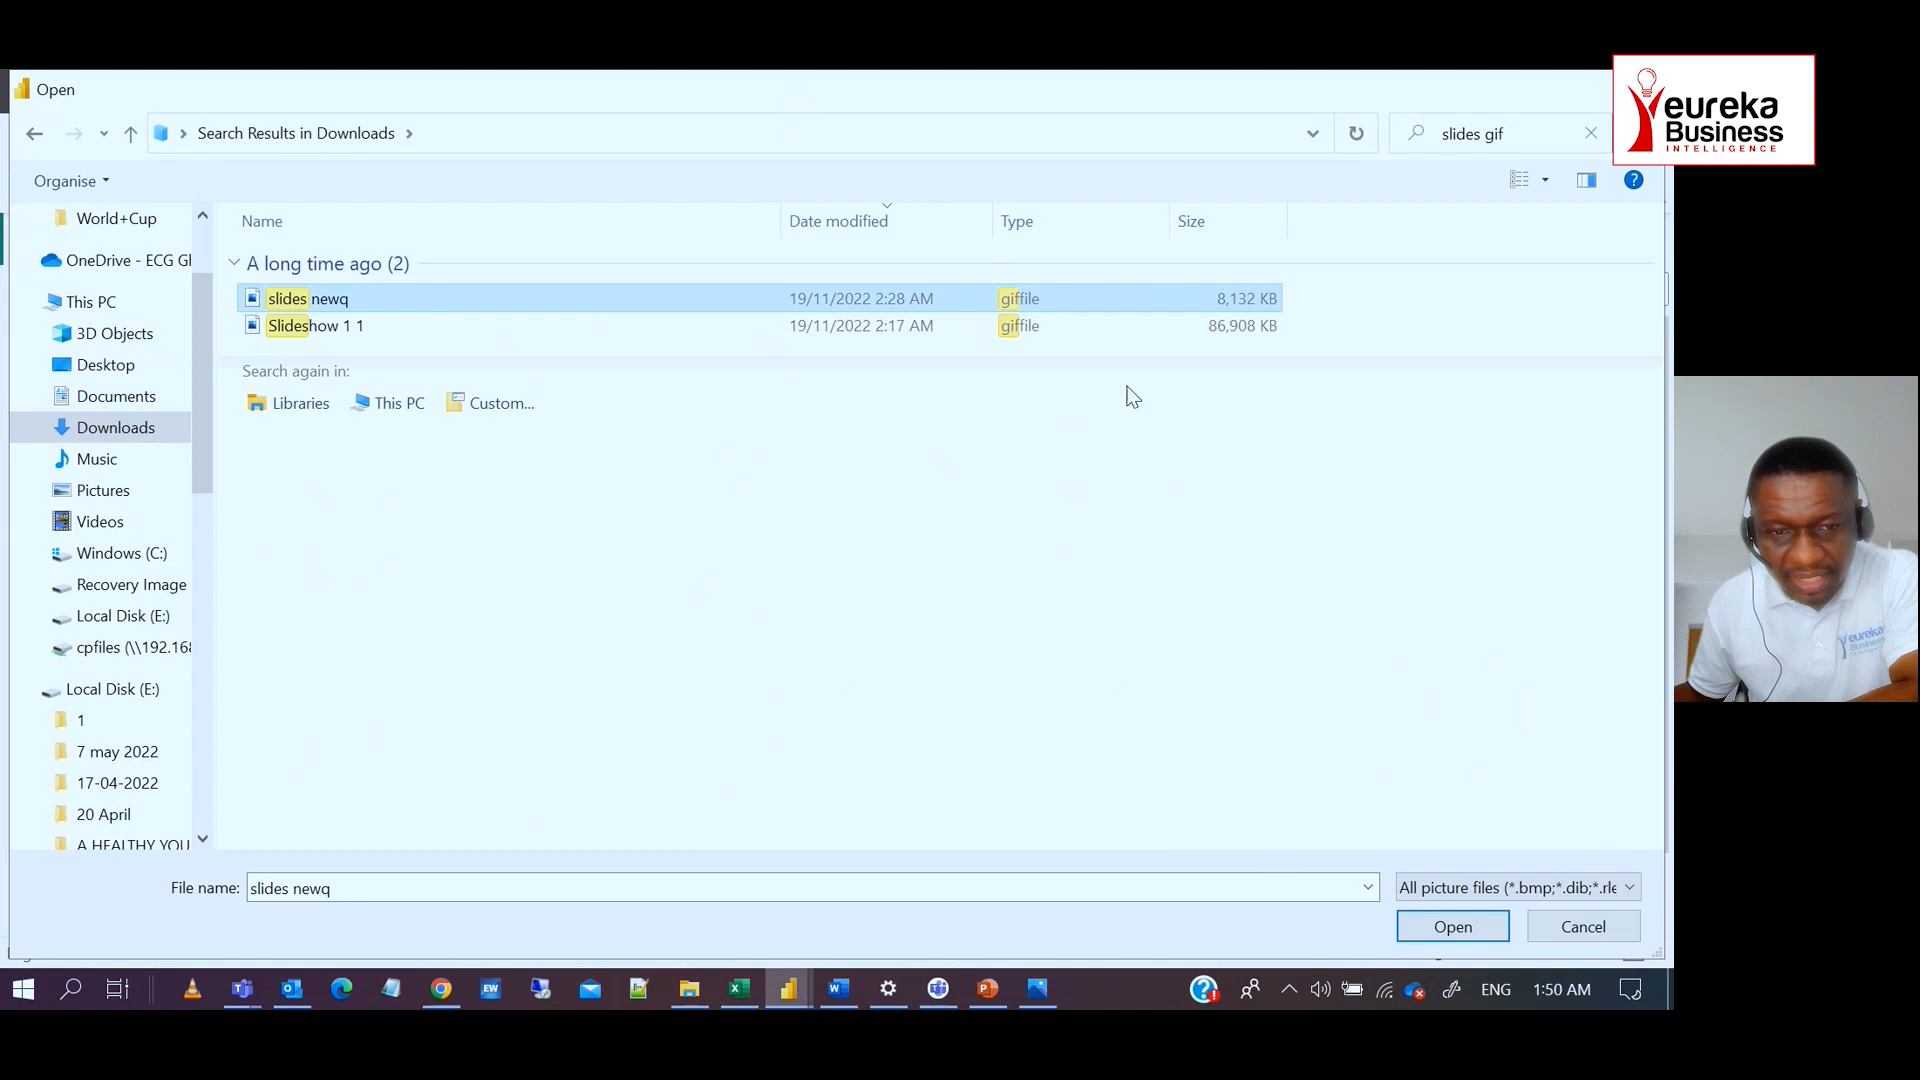 Open
Search Results in Downloads
slides gif
eureka
Business
INTELLIGENCE
Organise
World+Cup
OneDrive - ECG Gl
This PC
3D Objects
Desktop
Documents
Downloads
Music
Pictures
Videos
Windows (C:)
Recovery Image
Local Disk (E:)
cpfiles (\\192.168
Local Disk (E:)
1
7 may 2022
17-04-2022
20 April
A HEALTHY YOU
Name Date modified Type Size
A long time ago (2)
slides newq 19/11/2022 2:28 AM giffile 8,132 KB
Slideshow 1 1 19/11/2022 2:17 AM giffile 86,908 KB
Search again in:
Libraries This PC Custom...
eureka
Business
File name: slides newq All picture files (*.bmp;*.dib;*.rle
Open Cancel
EW
ENG 1:50 AM